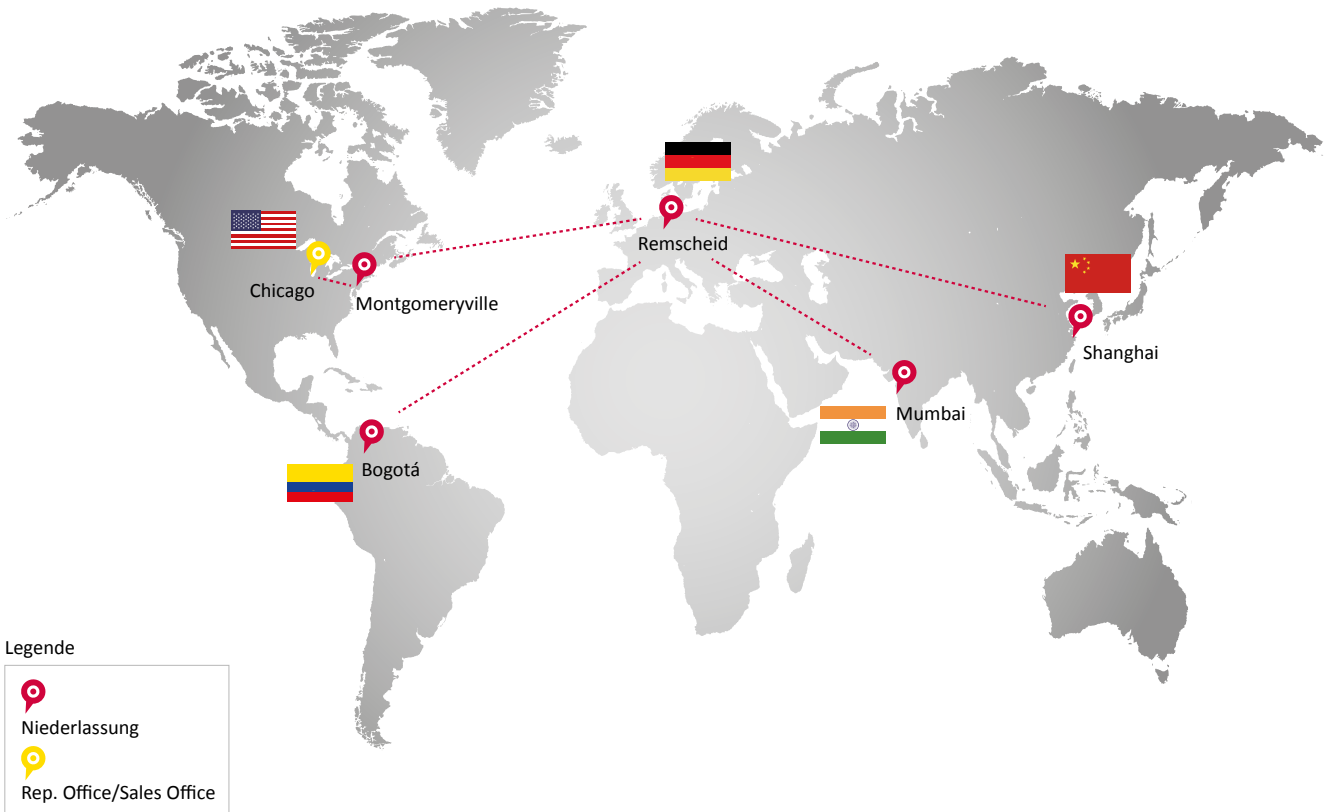 Remscheid
Chicago
Montgomeryville
Shanghai
Mumbai
Bogotá
Legende
Niederlassung
Rep. Office/Sales Office